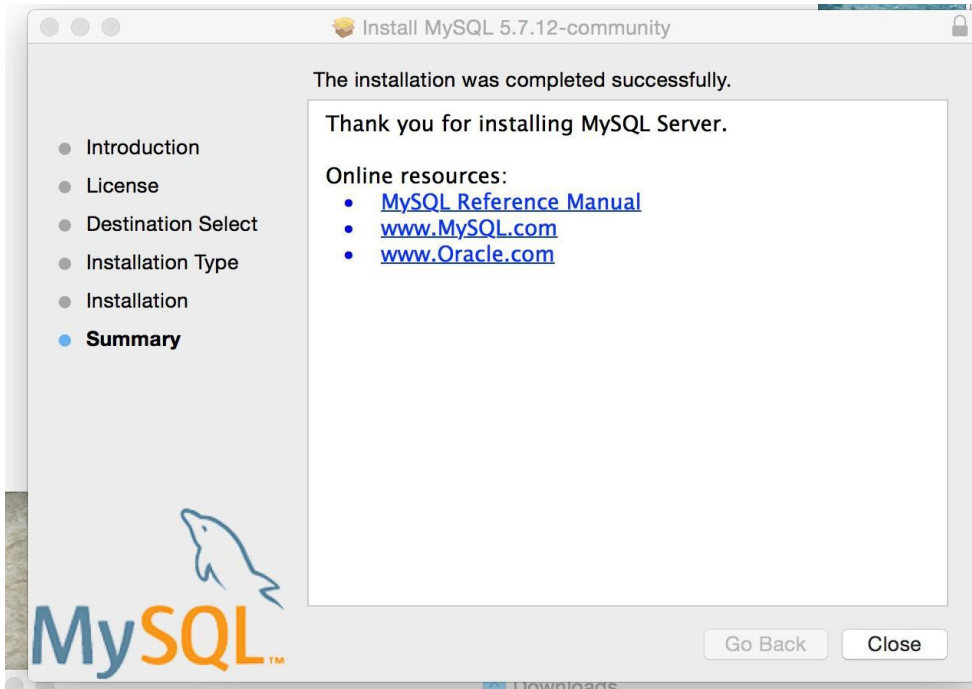 Install MySQL 5.7.12-community
The installation was completed successfully.
Introduction
License
Destination Select
Installation Type
Installation
Summary
Thank you for installing MySQL Server.
Online resources:
MySQL Reference Manual
www.MySQL.com
www.Oracle.com
MySQL™
Go Back
Close
Downloads